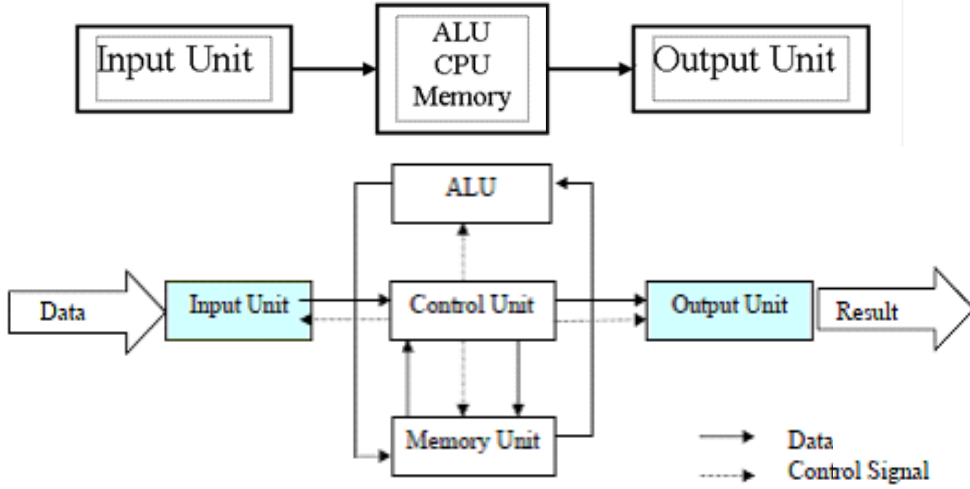 Input Unit
ALU
CPU
Memory
Output Unit
ALU
Data
Input Unit
Control Unit
Output Unit
Result
Memory Unit
Data
Control Signal